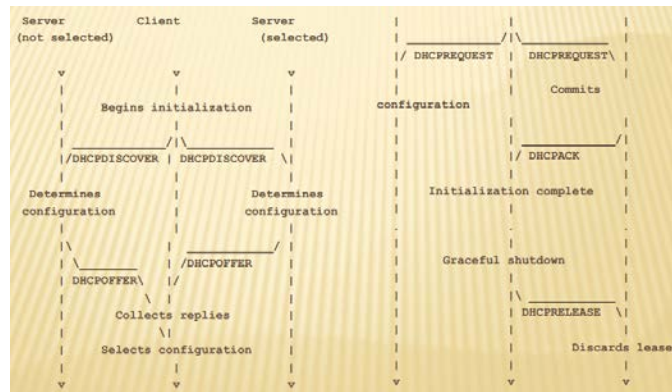 Server Client Server
(not selected) (selected)
Begins initialization
DHCPDISCOVER DHCPDISCOVER
Determines Determines
configuration configuration
DHCPOFFER
DHCPOFFER
Collects replies
Selects configuration
DHCPREQUEST DHCPREQUEST
Commits
configuration
DHCPACK
Initialization complete
Graceful shutdown
DHCPRELEASE
Discards lease